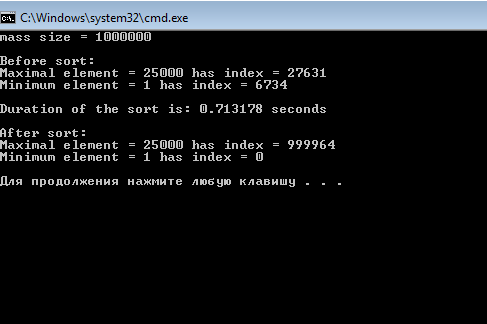 C:\Windows\system32\cmd.exe
mass size = 1000000
Before sort:
Maximal element = 25000 has index = 27631
Minimum element = 1 has index = 6734
Duration of the sort is: 0.713178 seconds
After sort:
Maximal element = 25000 has index = 999964
Minimum element = 1 has index = 0
Для продолжения нажмите любую клавишу . . .